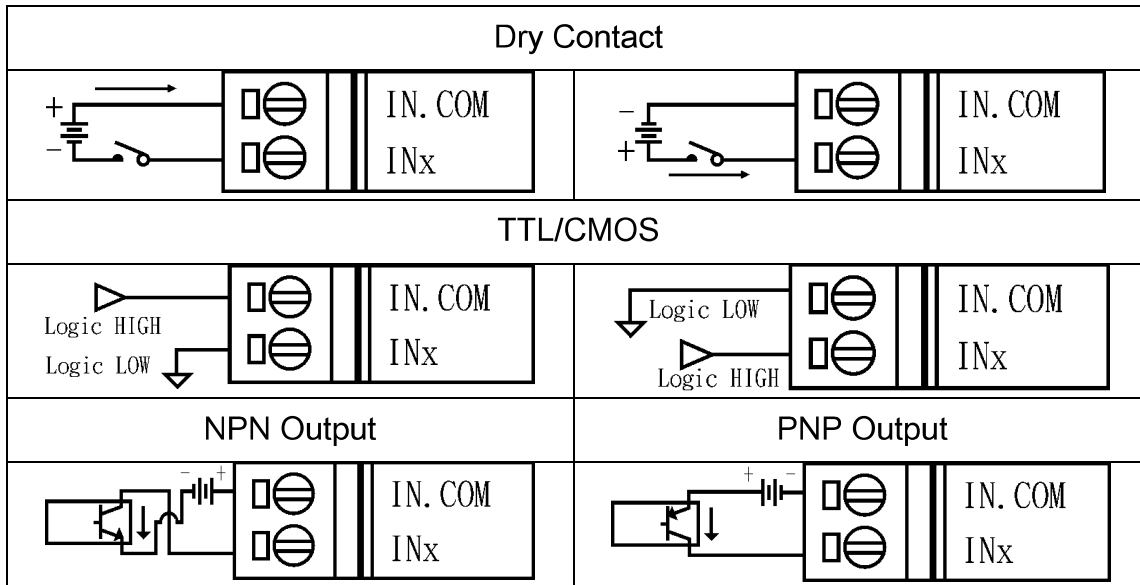 Dry Contact
+
-
IN. COM
INx
-
+
IN. COM
INx
TTL/CMOS
Logic HIGH
Logic LOW
IN. COM
INx
Logic LOW
Logic HIGH
IN. COM
INx
NPN Output
PNP Output
- +
IN. COM
INx
+ -
IN. COM
INx